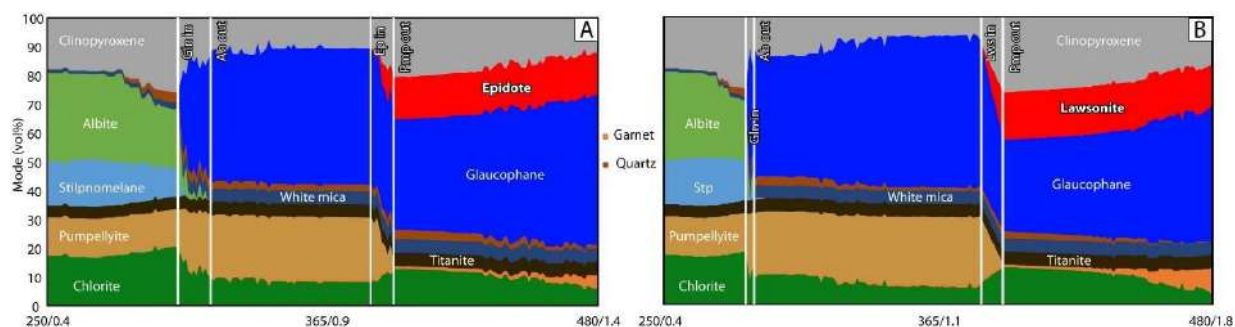 A
Mode (vol%)
100
90
80
70
60
50
40
30
20
10
0
Clinopyroxene
Albite
Stilpnomelane
Pumpellyite
Chlorite
Gln in
Ab out
Ep in
Pmp out
Epidote
Glaucophane
White mica
Titanite
250/0.4
365/0.9
480/1.4
Garnet
Quartz
B
Clinopyroxene
Albite
Stp
Pumpellyite
Chlorite
Gln in
Ab out
Lws in
Pmp out
Lawsonite
Glaucophane
White mica
Titanite
250/0.4
365/1.1
480/1.8